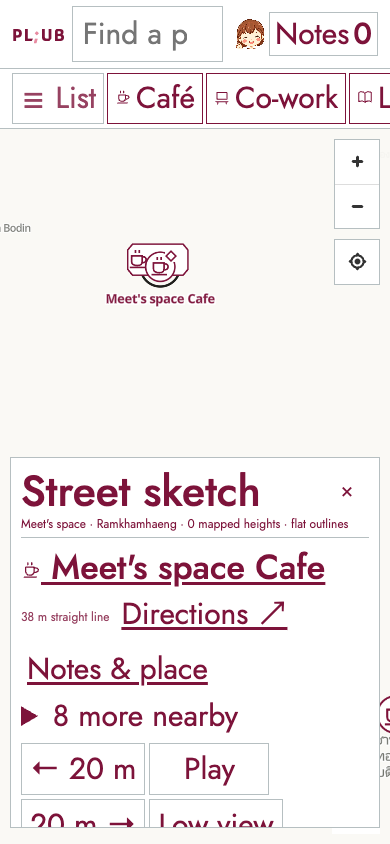 PL;UB Find a p Notes 0
List Café Co-work L
Bodin
+
−
Meet's space Cafe
Street sketch ×
Meet's space · Ramkhamhaeng · 0 mapped heights · flat outlines
Meet's space Cafe
38 m straight line Directions ↗
Notes & place
▶ 8 more nearby
← 20 m Play
20 m → Low view